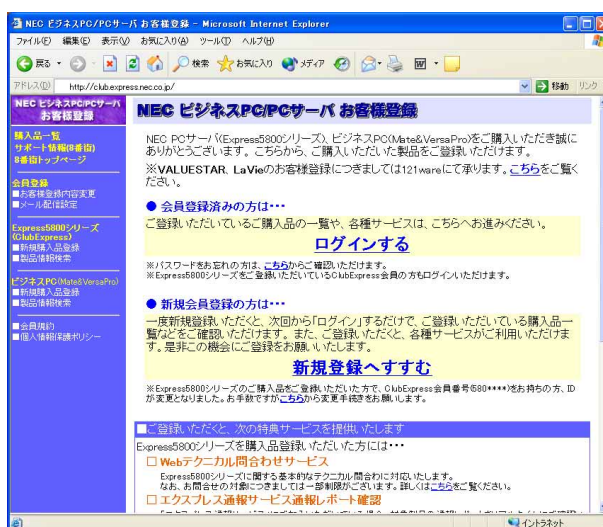 NEC ビジネスPC/PCサーバ お客様登録 - Microsoft Internet Explorer
ファイル(F) 編集(E) 表示(V) お気に入り(A) ツール(T) ヘルプ(H)
戻る 検索 お気に入り メディア
アドレス(D) http://club.express.nec.co.jp/ 移動 リンク
NEC ビジネスPC/PCサーバ
お客様登録
購入品一覧
サポート情報(8番街)
8番街トップページ
会員登録
■お客様登録内容変更
■メール配信設定
Express5800シリーズ
(ClubExpress)
■新規購入品登録
■製品情報検索
ビジネスPC(Mate&VersaPro)
■新規購入品登録
■製品情報検索
■会員規約
■個人情報保護ポリシー
NEC ビジネスPC/PCサーバ お客様登録
NEC PCサーバ(Express5800シリーズ)、ビジネスPC(Mate&VersaPro)をご購入いただき誠に
ありがとうございます。こちらから、ご購入いただいた製品をご登録いただけます。
※VALUESTAR、LaVieのお客様登録につきましては121wareにて承ります。こちらをご覧く
ださい。
● 会員登録済みの方は・・・
ご登録いただいているご購入品の一覧や、各種サービスは、こちらへお進みください。
ログインする
※パスワードをお忘れの方は、こちらからご確認いただけます。
※Express5800シリーズをご登録いただいているClubExpress会員の方もログインいただけます。
● 新規会員登録の方は・・・
一度新規登録いただくと、次回から「ログイン」するだけで、ご登録いただいている購入品一
覧などをご確認いただけます。また、ご登録いただくと、各種サービスがご利用いただけま
す。是非この機会にご登録をお願いいたします。
新規登録へすすむ
※Express5800シリーズのご購入品をご登録いただいた方で、ClubExpress会員番号(580****)をお持ちの方、ID
が変更となりました。お手数ですがこちらから変更手続きをお願いします。
■ご登録いただくと、次の特典サービスを提供いたします
Express5800シリーズを購入品登録いただいた方には・・・
□ Webテクニカル問合わせサービス
Express5800シリーズに関する基本的なテクニカル問合わせに対応いたします。
なお、お問合せの対象につきましては一部制限がございます。詳しくはこちらをご覧ください。
□ エクスプレス通報サービス通報レポート確認
イントラネット